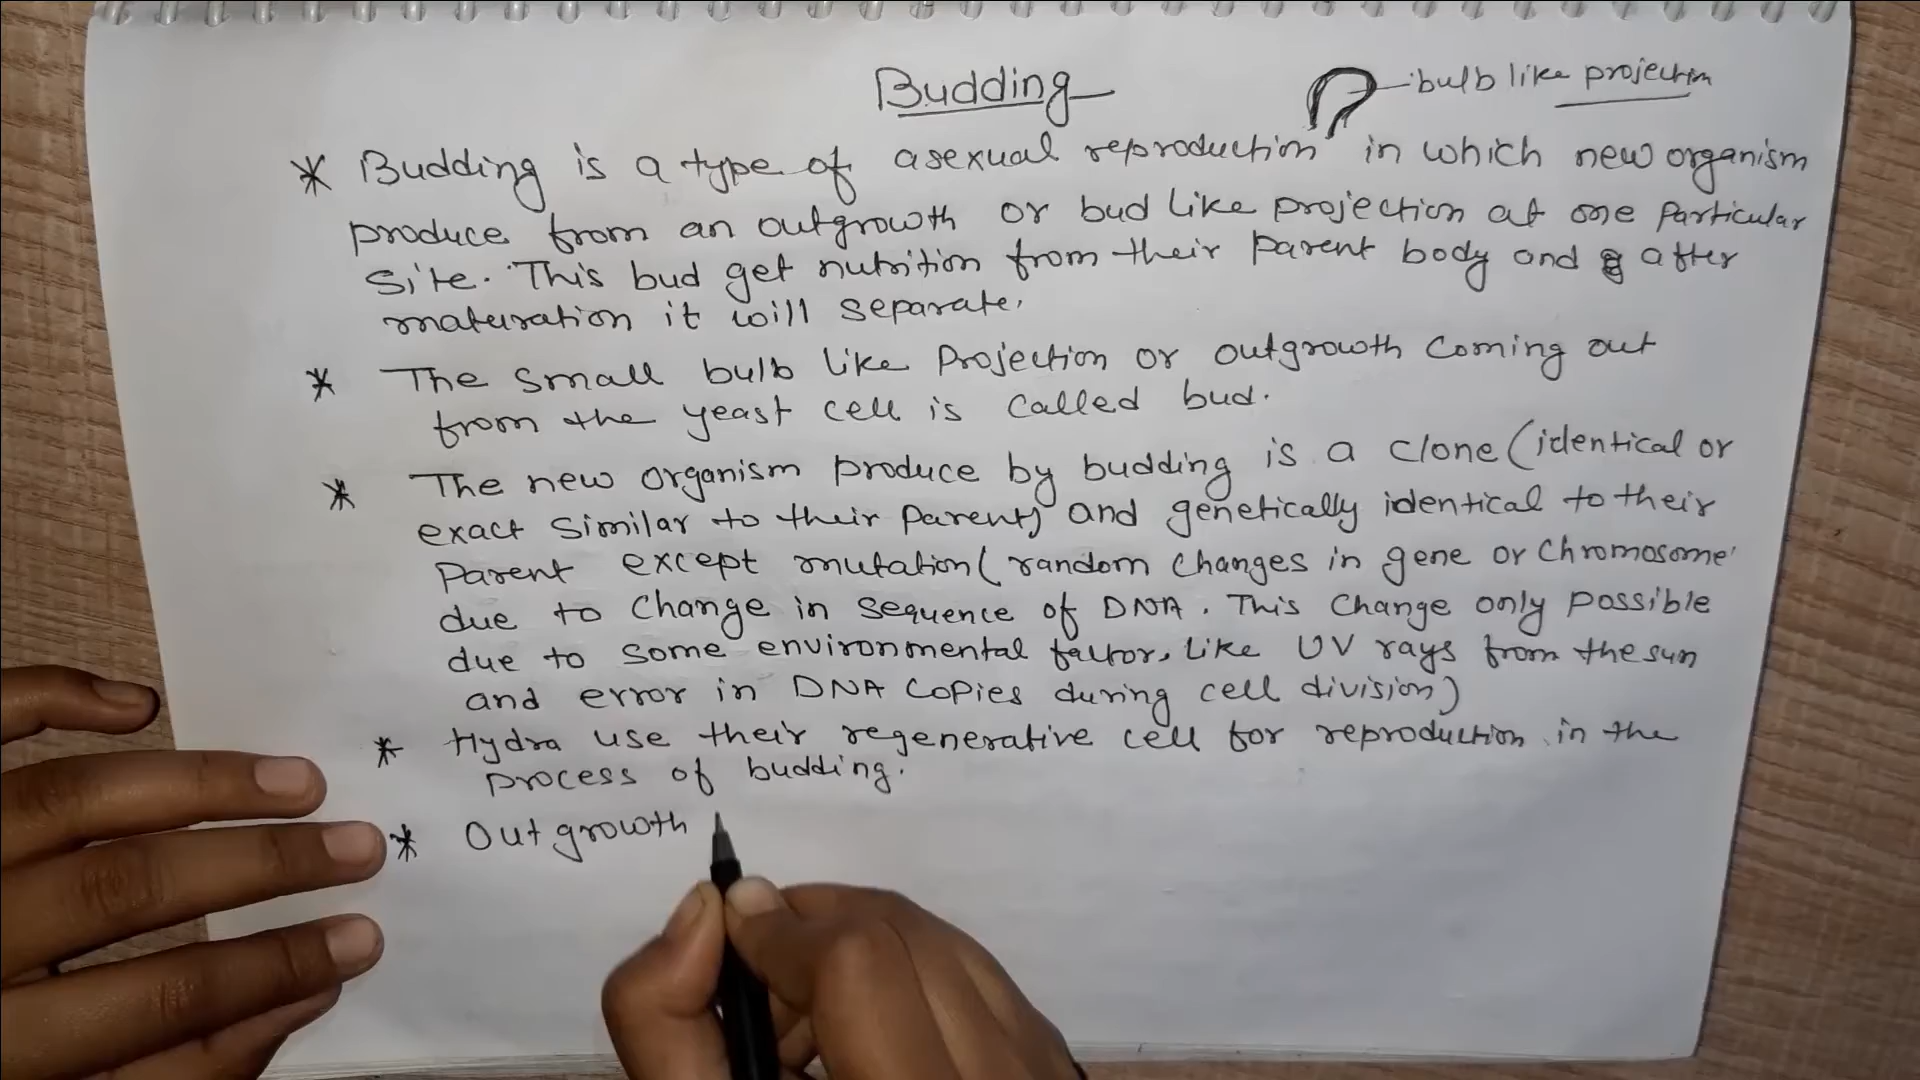 Budding
bulb like projection
* Budding is a type of asexual reproduction in which new organism
produce from an outgrowth or bud like projection at one particular
site. This bud get nutrition from their parent body and after
maturation it will separate.
* The small bulb like projection or outgrowth coming out
from the yeast cell is called bud.
* The new organism produce by budding is a clone (identical or
exact similar to their parent) and genetically identical to their
parent except mutation (random changes in gene or chromosome
due to change in sequence of DNA. This change only possible
due to some environmental factor, like UV rays from the sun
and error in DNA copies during cell division)
* Hydra use their regenerative cell for reproduction in the
process of budding.
* Outgrowth